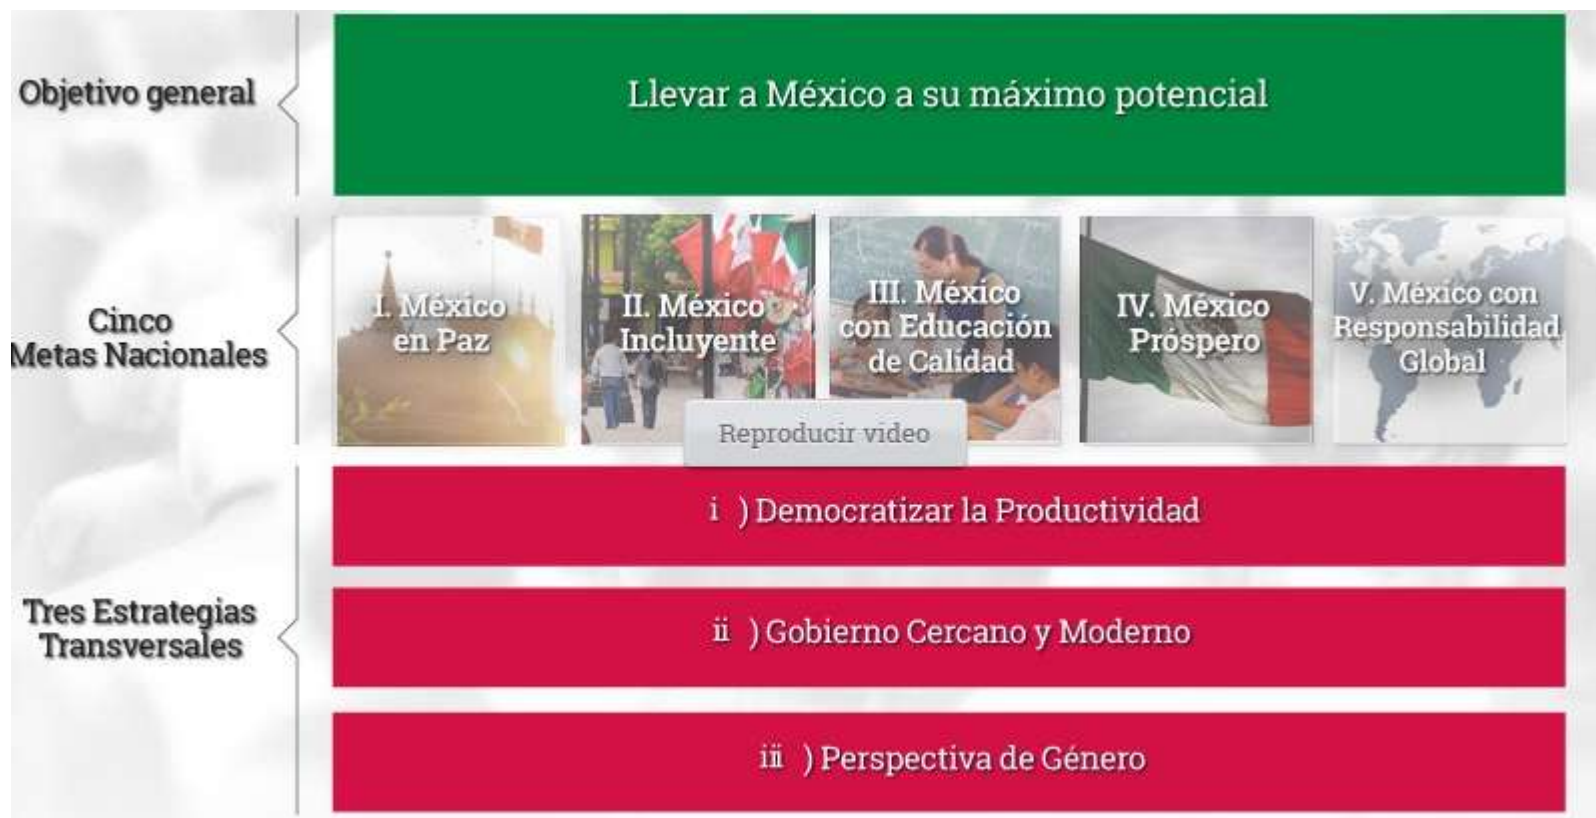 Objetivo general
Llevar a México a su máximo potencial
Cinco
Metas Nacionales
I. México
en Paz
II. México
Incluyente
III. México
con Educación
de Calidad
IV. México
Próspero
V. México con
Responsabilidad
Global
Reproducir video
Tres Estrategias
Transversales
i ) Democratizar la Productividad
ii ) Gobierno Cercano y Moderno
iii ) Perspectiva de Género